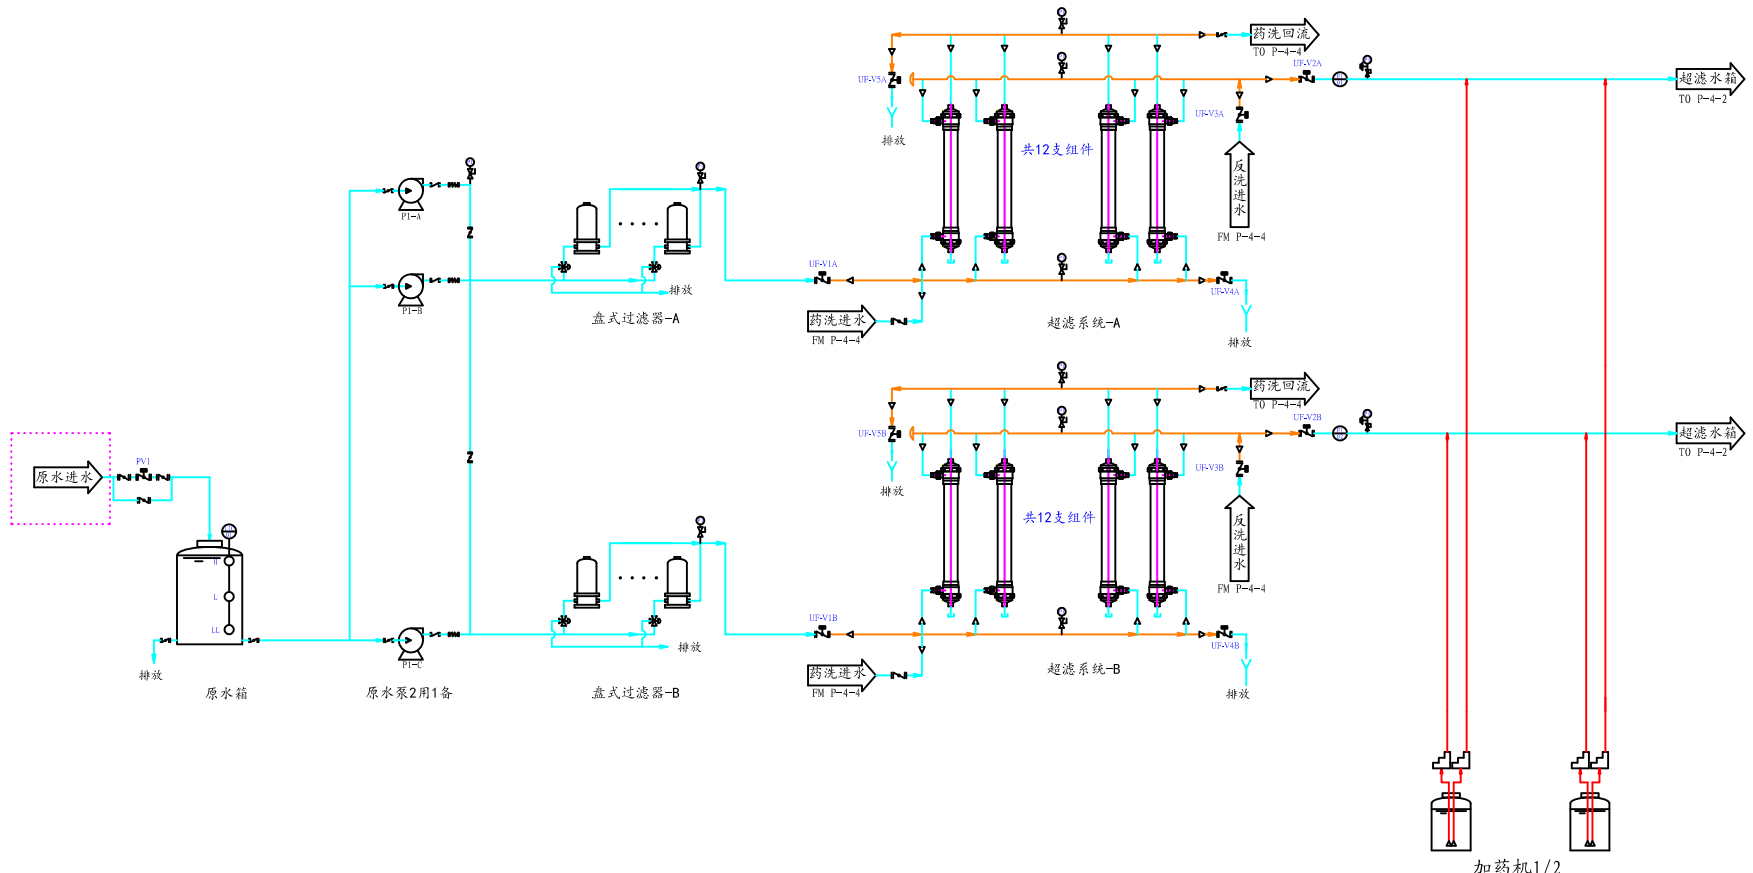 药洗回流
TO P-4-4
UF-V2A
UF-V5A
超滤水箱
TO P-4-2
UF-V3A
排放
共12支组件
反洗进水
P1-A
FM P-4-4
UF-V1A
P1-B
排放
UF-V4A
盘式过滤器-A
药洗进水
FM P-4-4
超滤系统-A
排放
药洗回流
TO P-4-4
UF-V2B
UF-V5B
超滤水箱
TO P-4-2
PV1
原水进水
UF-V3B
排放
共12支组件
反洗进水
H
L
LL
FM P-4-4
UF-V1B
P1-C
排放
UF-V4B
排放
原水箱
原水泵2用1备
盘式过滤器-B
药洗进水
FM P-4-4
超滤系统-B
排放
加药机1/2